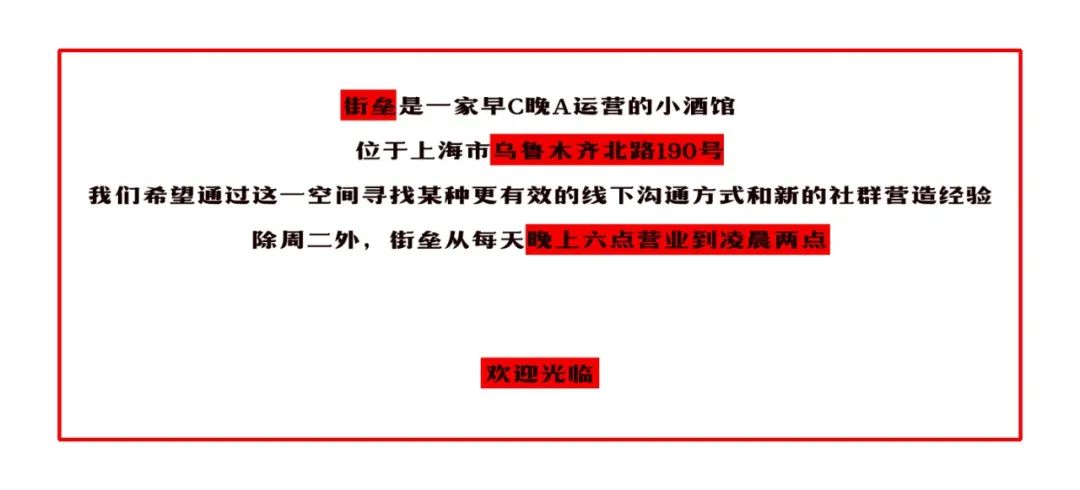 街垒是一家早C晚A运营的小酒馆
位于上海市乌鲁木齐北路190号
我们希望通过这一空间寻找某种更有效的线下沟通方式和新的社群营造经验
除周二外，街垒从每天晚上六点营业到凌晨两点
欢迎光临